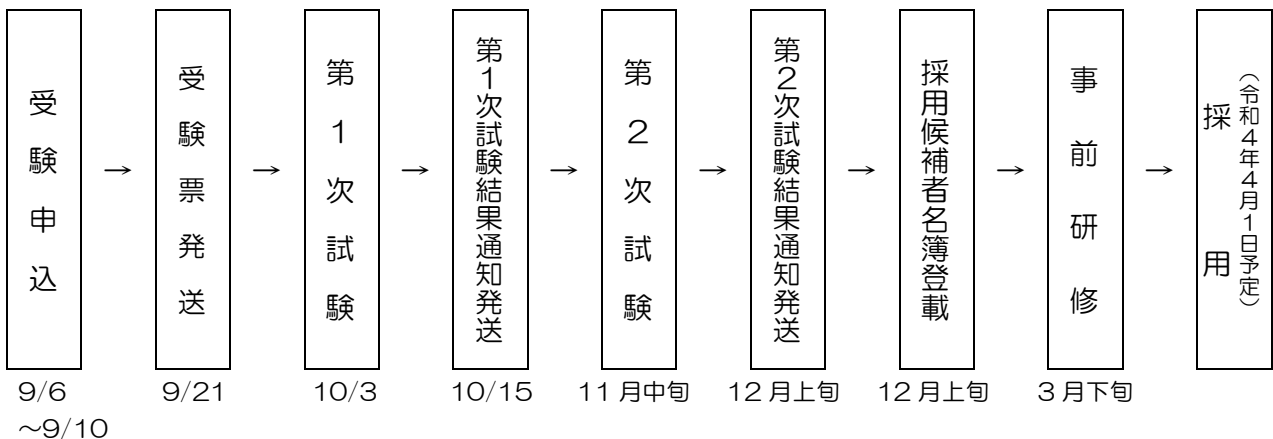 受験申込
→
受験票発送
→
第1次試験
→
第1次試験結果通知発送
→
第2次試験
→
第2次試験結果通知発送
→
採用候補者名簿登載
→
事前研修
→
採用
（令和4年4月1日予定）
9/6
～9/10
9/21
10/3
10/15
11月中旬
12月上旬
12月上旬
3月下旬